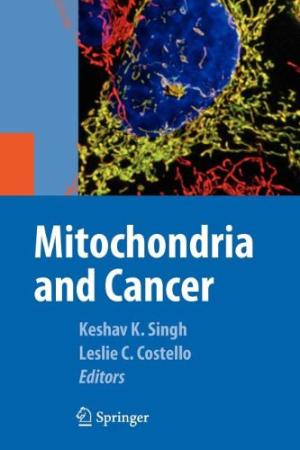 Mitochondria
and Cancer
Keshav K. Singh
Leslie C. Costello
Editors
Springer